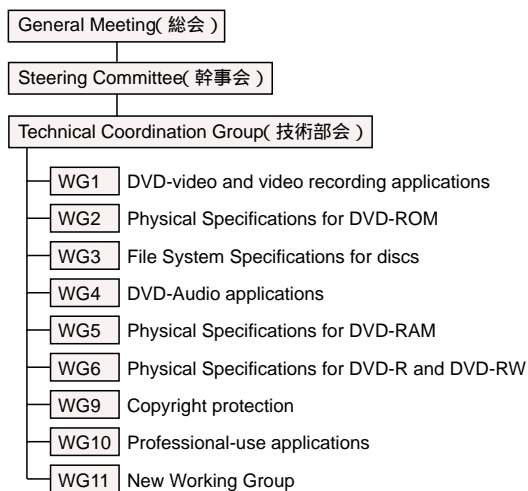 General Meeting(総会)
Steering Committee(幹事会)
Technical Coordination Group(技術部会)
WG1 DVD-video and video recording applications
WG2 Physical Specifications for DVD-ROM
WG3 File System Specifications for discs
WG4 DVD-Audio applications
WG5 Physical Specifications for DVD-RAM
WG6 Physical Specifications for DVD-R and DVD-RW
WG9 Copyright protection
WG10 Professional-use applications
WG11 New Working Group